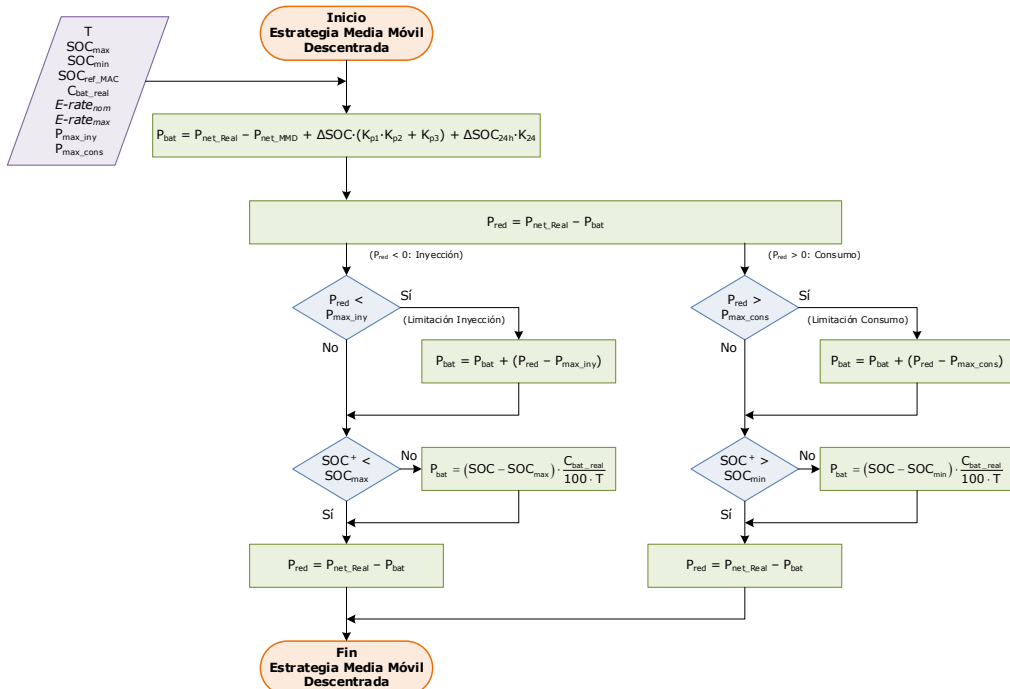 Inicio
Estrategia Media Móvil
Descentrada
T
SOCmax
SOCmin
SOCref_MAC
Cbat_real
E-ratenom
E-ratemax
Pmax_iny
Pmax_cons
Pbat = Pnet_Real − Pnet_MMD + ΔSOC·(Kp1·Kp2 + Kp3) + ΔSOC24h·K24
Pred = Pnet_Real − Pbat
(Pred < 0: Inyección)
(Pred > 0: Consumo)
Pred <
Pmax_iny
Sí
(Limitación Inyección)
No
Pbat = Pbat + (Pred − Pmax_iny)
Pred >
Pmax_cons
Sí
(Limitación Consumo)
No
Pbat = Pbat + (Pred − Pmax_cons)
SOC+ <
SOCmax
No
Pbat = (SOC − SOCmax) · Cbat_real / 100 · T
Sí
SOC+ >
SOCmin
No
Pbat = (SOC − SOCmin) · Cbat_real / 100 · T
Sí
Pred = Pnet_Real − Pbat
Pred = Pnet_Real − Pbat
Fin
Estrategia Media Móvil
Descentrada